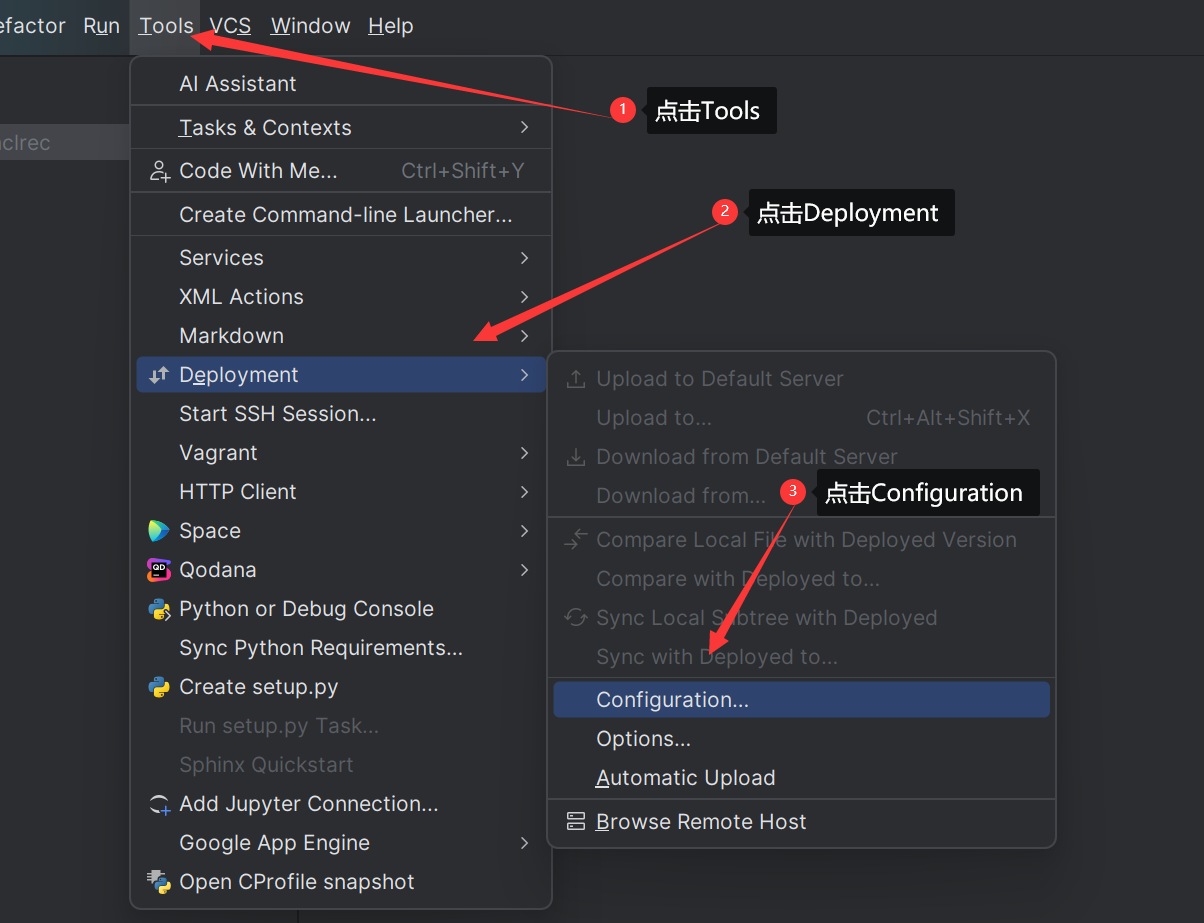 efactor Run Tools VCS Window Help
AI Assistant
1 点击Tools
Tasks & Contexts
clrec
Code With Me... Ctrl+Shift+Y
Create Command-line Launcher...
2 点击Deployment
Services
XML Actions
Markdown
Deployment
Start SSH Session...
Vagrant
HTTP Client
Space
QD Qodana
Python or Debug Console
Sync Python Requirements...
Create setup.py
Run setup.py Task...
Sphinx Quickstart
Add Jupyter Connection...
Google App Engine
Open CProfile snapshot
Upload to Default Server
Upload to... Ctrl+Alt+Shift+X
Download from Default Server
Download from...
3 点击Configuration
Compare Local File with Deployed Version
Compare with Deployed to...
Sync Local Subtree with Deployed
Sync with Deployed to...
Configuration...
Options...
Automatic Upload
Browse Remote Host